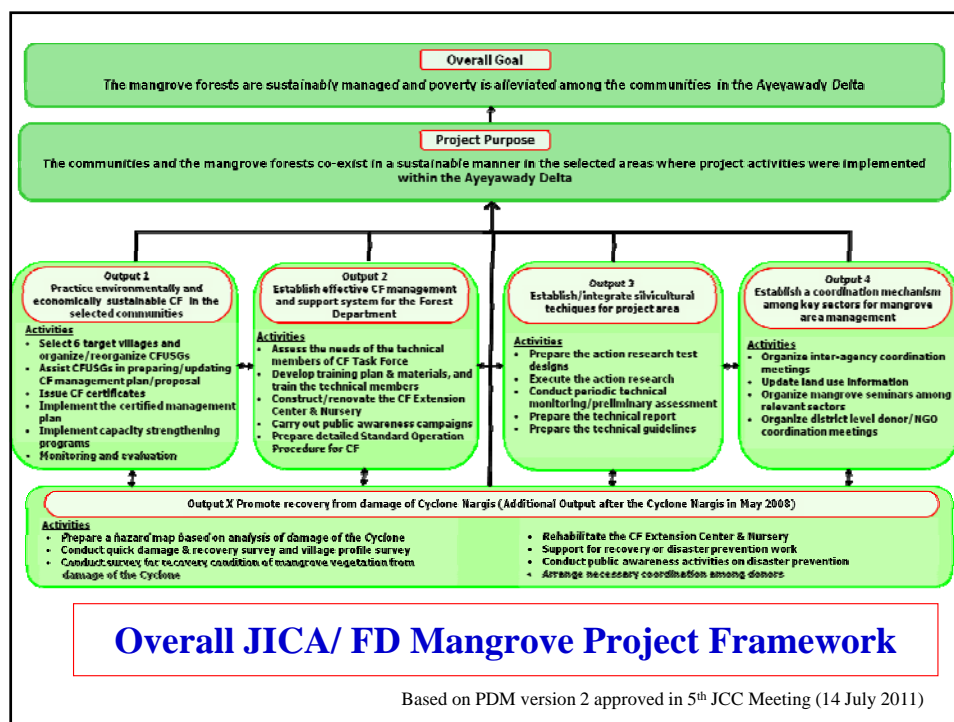 Overall Goal
The mangrove forests are sustainably managed and poverty is alleviated among the communities in the Ayeyawady Delta
Project Purpose
The communities and the mangrove forests co-exist in a sustainable manner in the selected areas where project activities were implemented
within the Ayeyawady Delta
Output 1
Practice environmentally and
economically sustainable CF in the
selected communities
Activities
• Select 6 target villages and
organize/reorganize CFUSGs
• Assist CFUSGs in preparing/updating
CF management plan/proposal
• Issue CF certificates
• Implement the certified management
plan
• Implement capacity strengthening
programs
• Monitoring and evaluation
Output 2
Establish effective CF management
and support system for the Forest
Department
Activities
• Assess the needs of the technical
members of CF Task Force
• Develop training plan & materials, and
train the technical members
• Construct/renovate the CF Extension
Center & Nursery
• Carry out public awareness campaigns
• Prepare detailed Standard Operation
Procedure for CF
Output 3
Establish/integrate silvicultural
techiques for project area
Activities
• Prepare the action research test
designs
• Execute the action research
• Conduct periodic technical
monitoring/preliminary assessment
• Prepare the technical report
• Prepare the technical guidelines
Output 4
Establish a coordination mechanism
among key sectors for mangrove
area management
Activities
• Organize inter-agency coordination
meetings
• Update land use information
• Organize mangrove seminars among
relevant sectors
• Organize district level donor/NGO
coordination meetings
Output X Promote recovery from damage of Cyclone Nargis (Additional Output after the Cyclone Nargis in May 2008)
Activities
• Prepare a hazard map based on analysis of damage of the Cyclone
• Conduct quick damage & recovery survey and village profile survey
• Conduct survey for recovery condition of mangrove vegetation from
damage of the Cyclone
• Rehabilitate the CF Extension Center & Nursery
• Support for recovery or disaster prevention work
• Conduct public awareness activities on disaster prevention
• Arrange necessary coordination among donors
Overall JICA/ FD Mangrove Project Framework
Based on PDM version 2 approved in 5th JCC Meeting (14 July 2011)